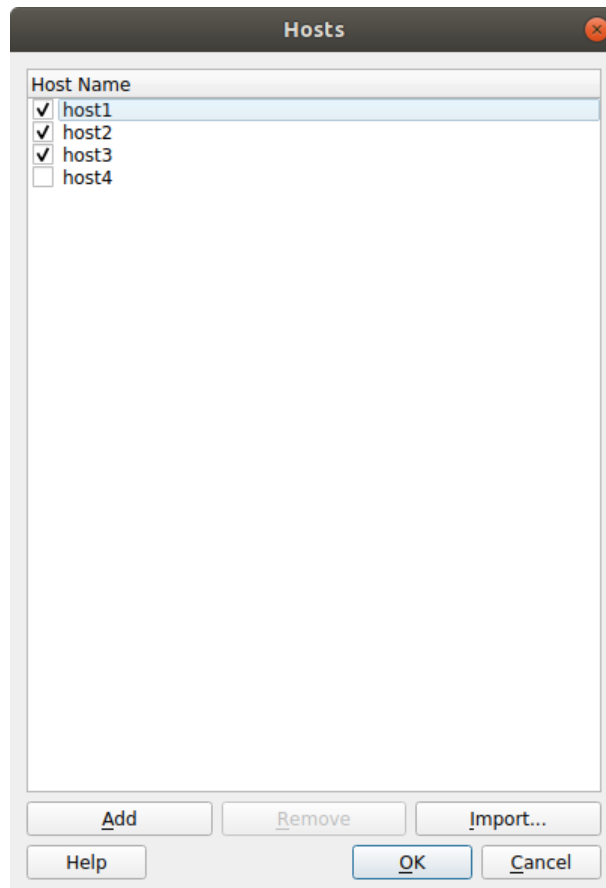 Hosts
Host Name
host1
host2
host3
host4
Add Remove Import...
Help OK Cancel